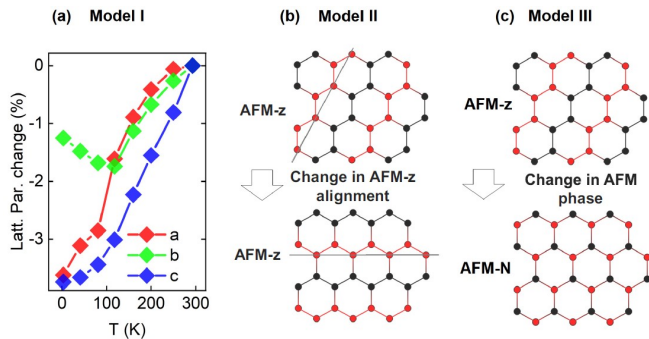 (a) Model I
Latt. Par. change (%)
0
-1
-2
-3
a
b
c
0
100
200
300
T (K)
(b) Model II
AFM-z
Change in AFM-z
alignment
AFM-z
(c) Model III
AFM-z
Change in AFM
phase
AFM-N